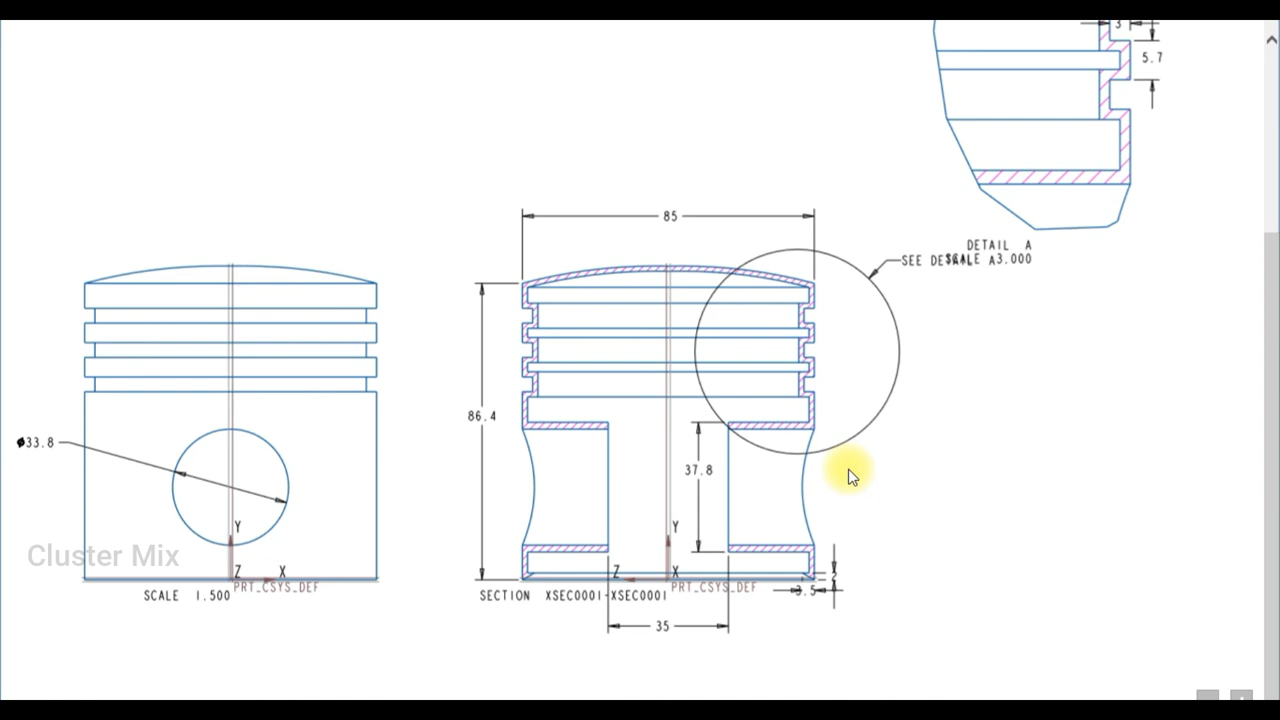 3
5.7
85
DETAIL A
SCALE 3.000
SEE DETAIL A
86.4
ø33.8
37.8
Y
Y
Cluster Mix
Z X
Z X
PRT_CSYS_DEF
PRT_CSYS_DEF
2
3.5
SCALE 1.500
SECTION XSEC0001-XSEC0001
35